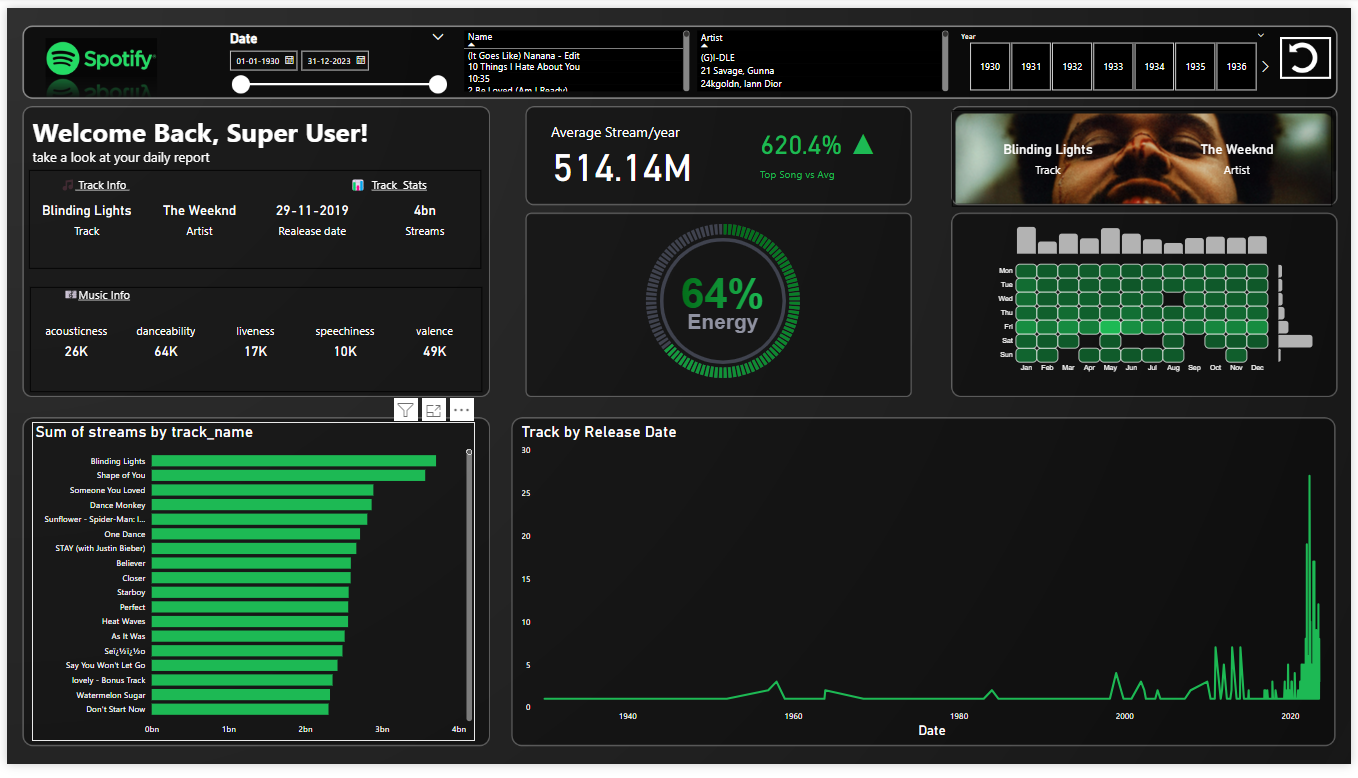 Spotify
Date
01-01-1930 31-12-2023
Name
(It Goes Like) Nanana - Edit
10 Things I Hate About You
10:35
2 Be Loved (Am I Ready)
Artist
(G)I-DLE
21 Savage, Gunna
24kgoldn, Iann Dior
Year
1930 1931 1932 1933 1934 1935 1936
Welcome Back, Super User!
take a look at your daily report
Track Info Track Stats
Blinding Lights The Weeknd 29-11-2019 4bn
Track Artist Realease date Streams
Music Info
acousticness danceability liveness speechiness valence
26K 64K 17K 10K 49K
Average Stream/year
514.14M
620.4% ▲
Top Song vs Avg
Blinding Lights The Weeknd
Track Artist
64%
Energy
Mon
Tue
Wed
Thu
Fri
Sat
Sun
Jan Feb Mar Apr May Jun Jul Aug Sep Oct Nov Dec
Sum of streams by track_name
Blinding Lights
Shape of You
Someone You Loved
Dance Monkey
Sunflower - Spider-Man: I...
One Dance
STAY (with Justin Bieber)
Believer
Closer
Starboy
Perfect
Heat Waves
As It Was
Seï¿½ï¿½o
Say You Won't Let Go
lovely - Bonus Track
Watermelon Sugar
Don't Start Now
0bn 1bn 2bn 3bn 4bn
Track by Release Date
30
25
20
15
10
5
0
1940 1960 1980 2000 2020
Date